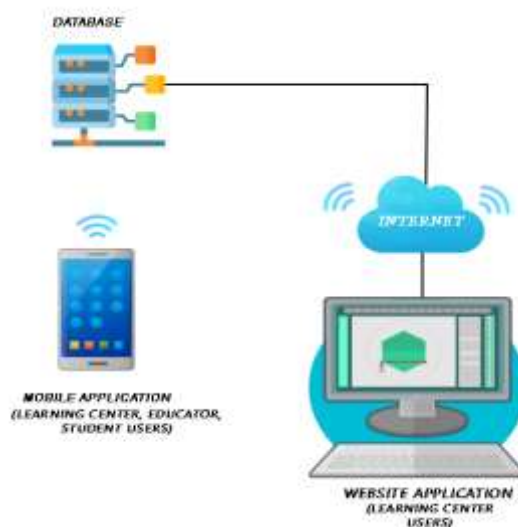 DATABASE
INTERNET
MOBILE APPLICATION
(LEARNING CENTER, EDUCATOR,
STUDENT USERS)
WEBSITE APPLICATION
(LEARNING CENTER
USERS)